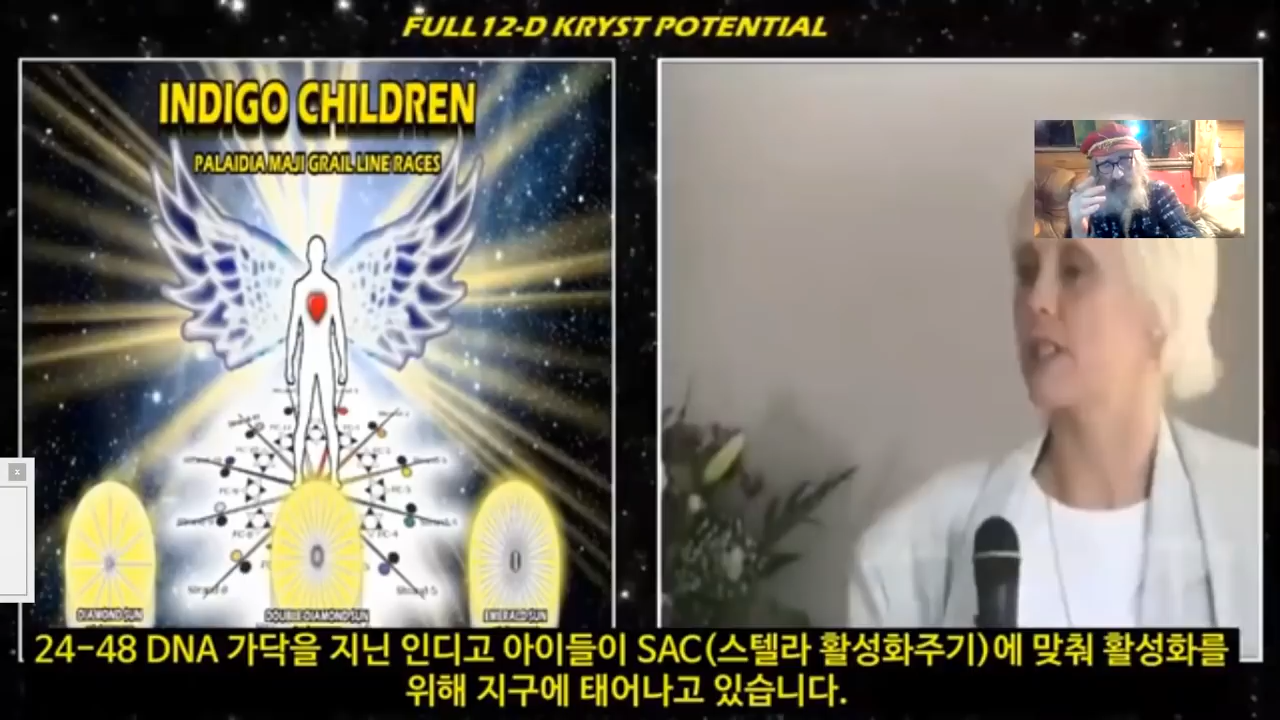 FULL 12-D KRYST POTENTIAL
INDIGO CHILDREN
PALAIDIA MAJI GRAIL LINE RACES
DIAMOND SUN
DOUBLE-DIAMOND SUN
EMERALD SUN
24-48 DNA 가닥을 지닌 인디고 아이들이 SAC(스텔라 활성화주기)에 맞춰 활성화를
위해 지구에 태어나고 있습니다.